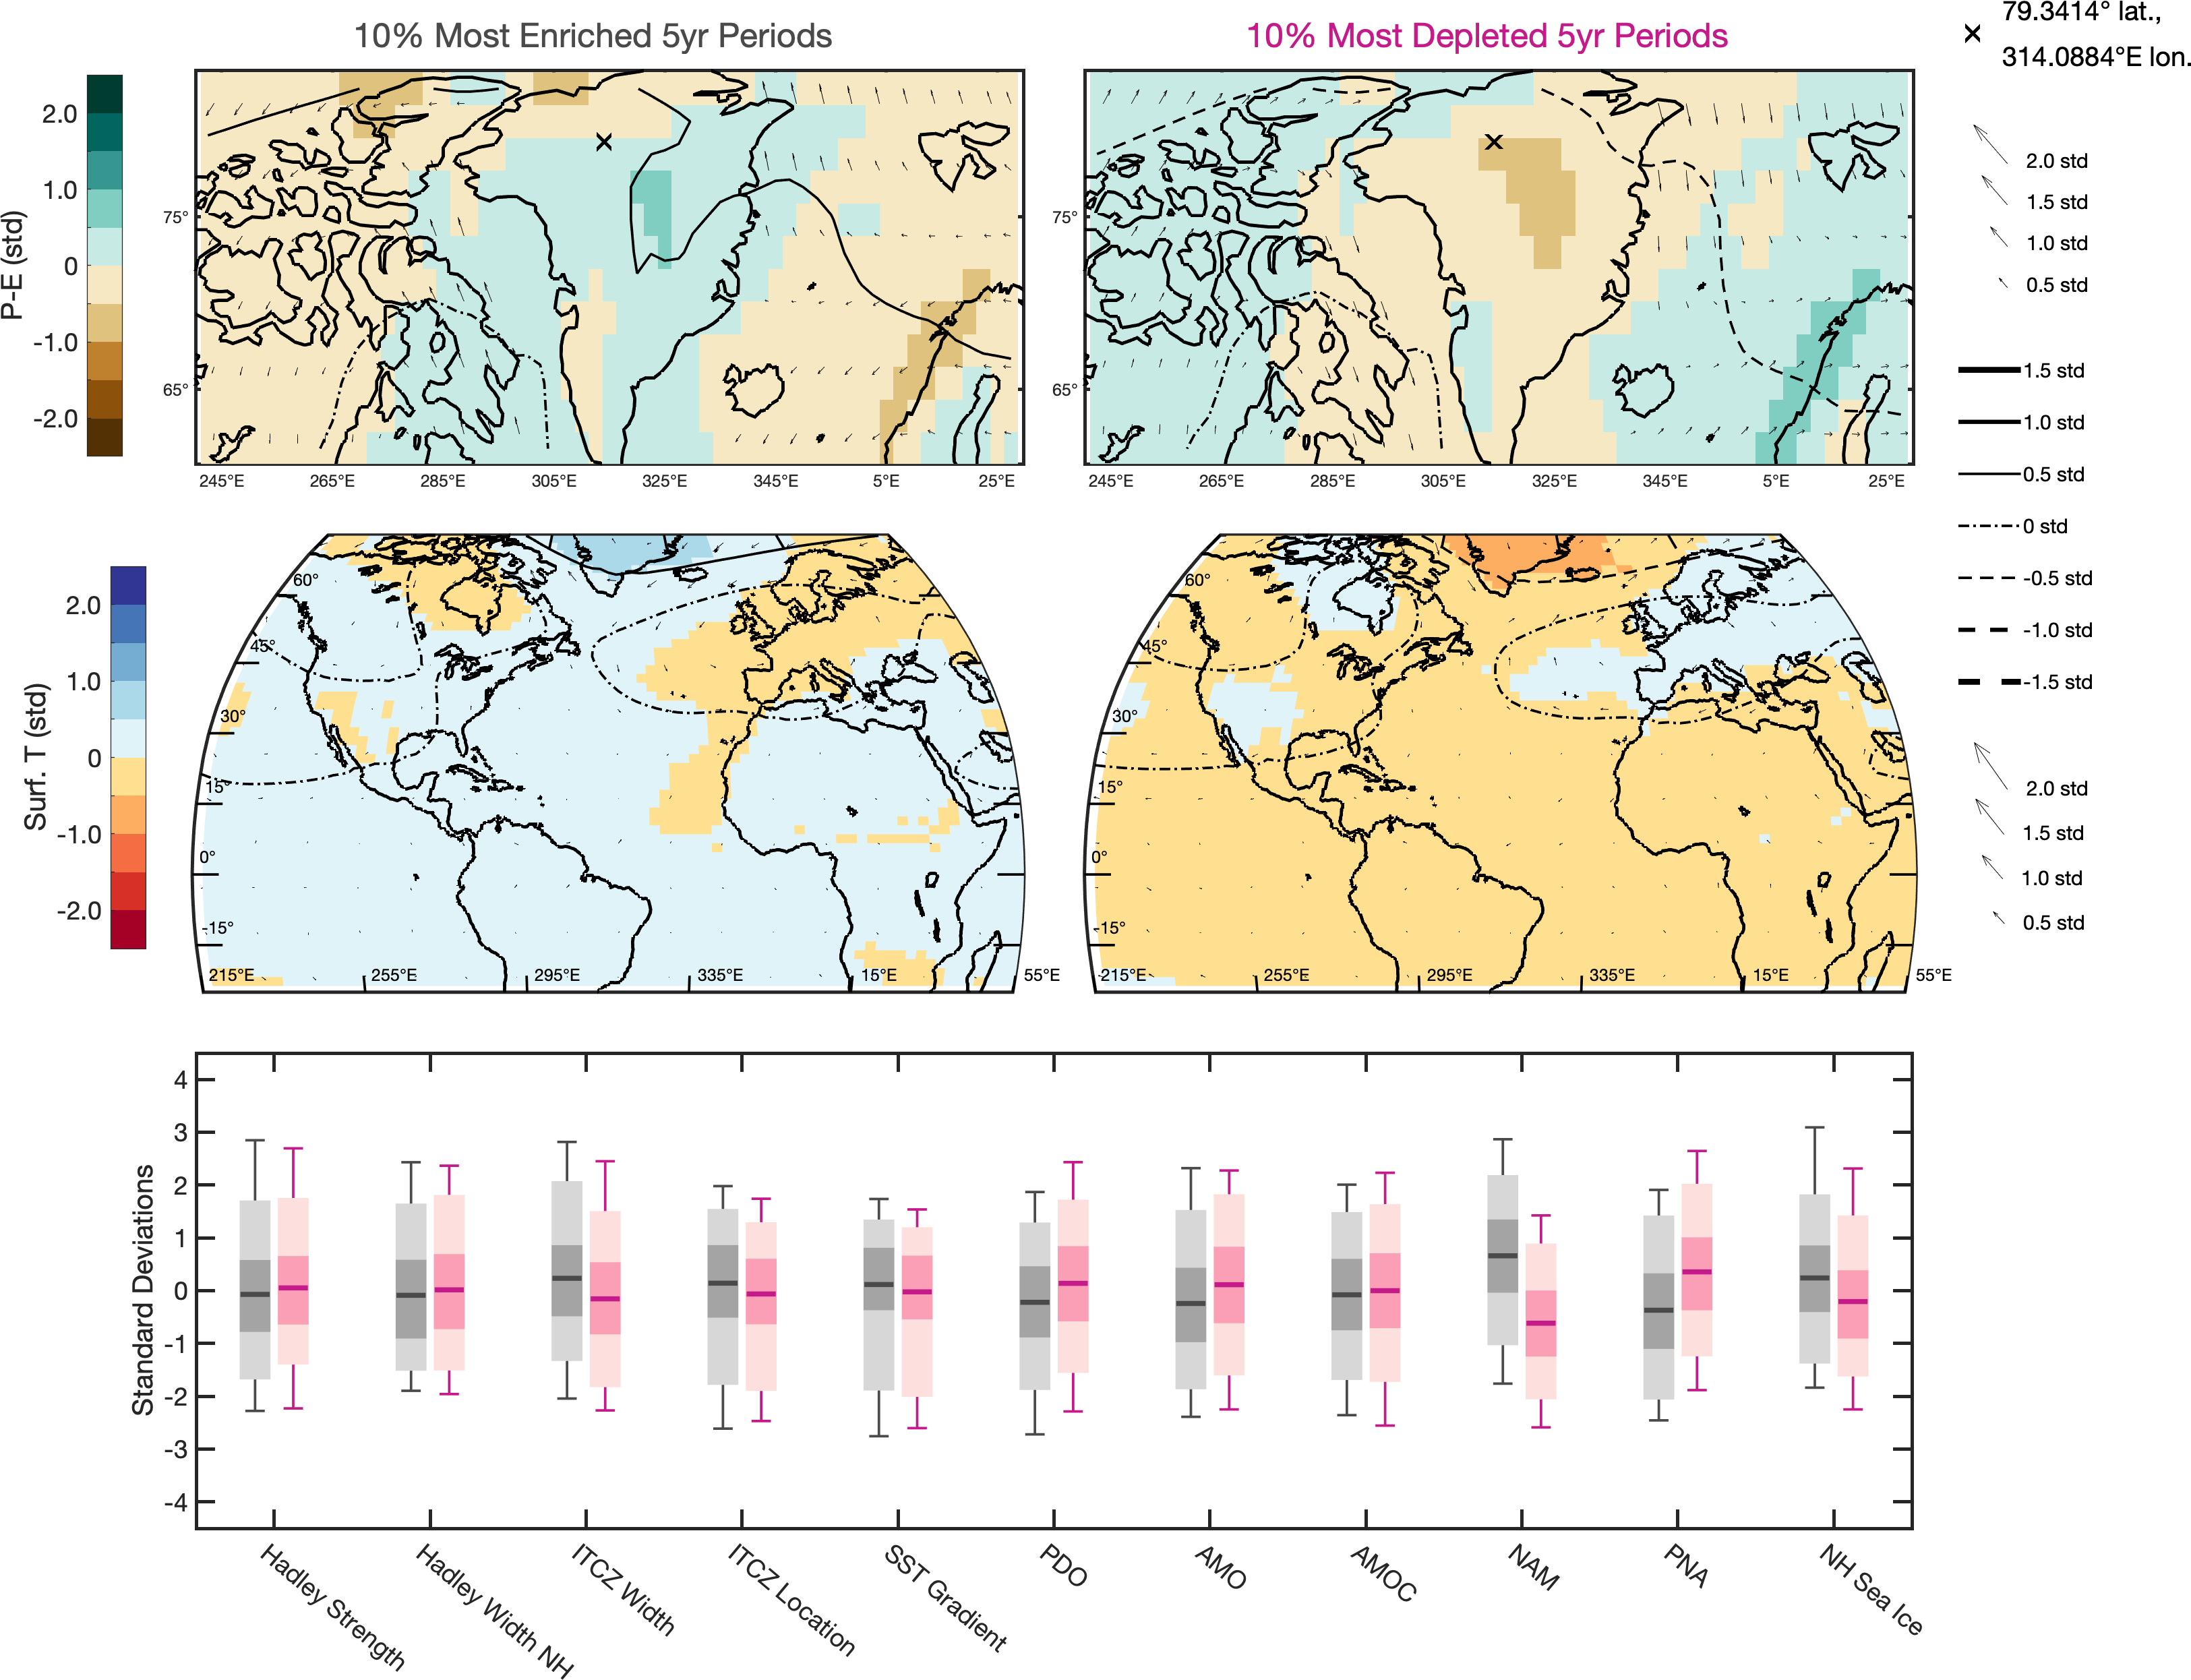 10% Most Enriched 5yr Periods
10% Most Depleted 5yr Periods
79.3414° lat.,
314.0884°E lon.
P-E (std)
2.0
1.0
0
-1.0
-2.0
75°
65°
245°E 265°E 285°E 305°E 325°E 345°E 5°E 25°E
75°
65°
245°E 265°E 285°E 305°E 325°E 345°E 5°E 25°E
2.0 std
1.5 std
1.0 std
0.5 std
1.5 std
1.0 std
0.5 std
0 std
-0.5 std
-1.0 std
-1.5 std
2.0 std
1.5 std
1.0 std
0.5 std
Surf. T (std)
2.0
1.0
0
-1.0
-2.0
60°
45°
30°
15°
0°
-15°
215°E 255°E 295°E 335°E 15°E 55°E
60°
45°
30°
15°
0°
-15°
215°E 255°E 295°E 335°E 15°E 55°E
Standard Deviations
4
3
2
1
0
-1
-2
-3
-4
Hadley Strength
Hadley Width NH
ITCZ Width
ITCZ Location
SST Gradient
PDO
AMO
AMOC
NAM
PNA
NH Sea Ice